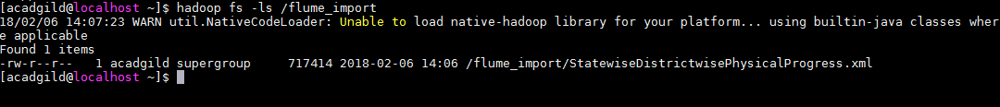 [acadgild@localhost ~]$ hadoop fs -ls /flume_import
18/02/06 14:07:23 WARN util.NativeCodeLoader: Unable to load native-hadoop library for your platform... using builtin-java classes wher
e applicable
Found 1 items
-rw-r--r--   1 acadgild supergroup     717414 2018-02-06 14:06 /flume_import/StatewiseDistrictwisePhysicalProgress.xml
[acadgild@localhost ~]$